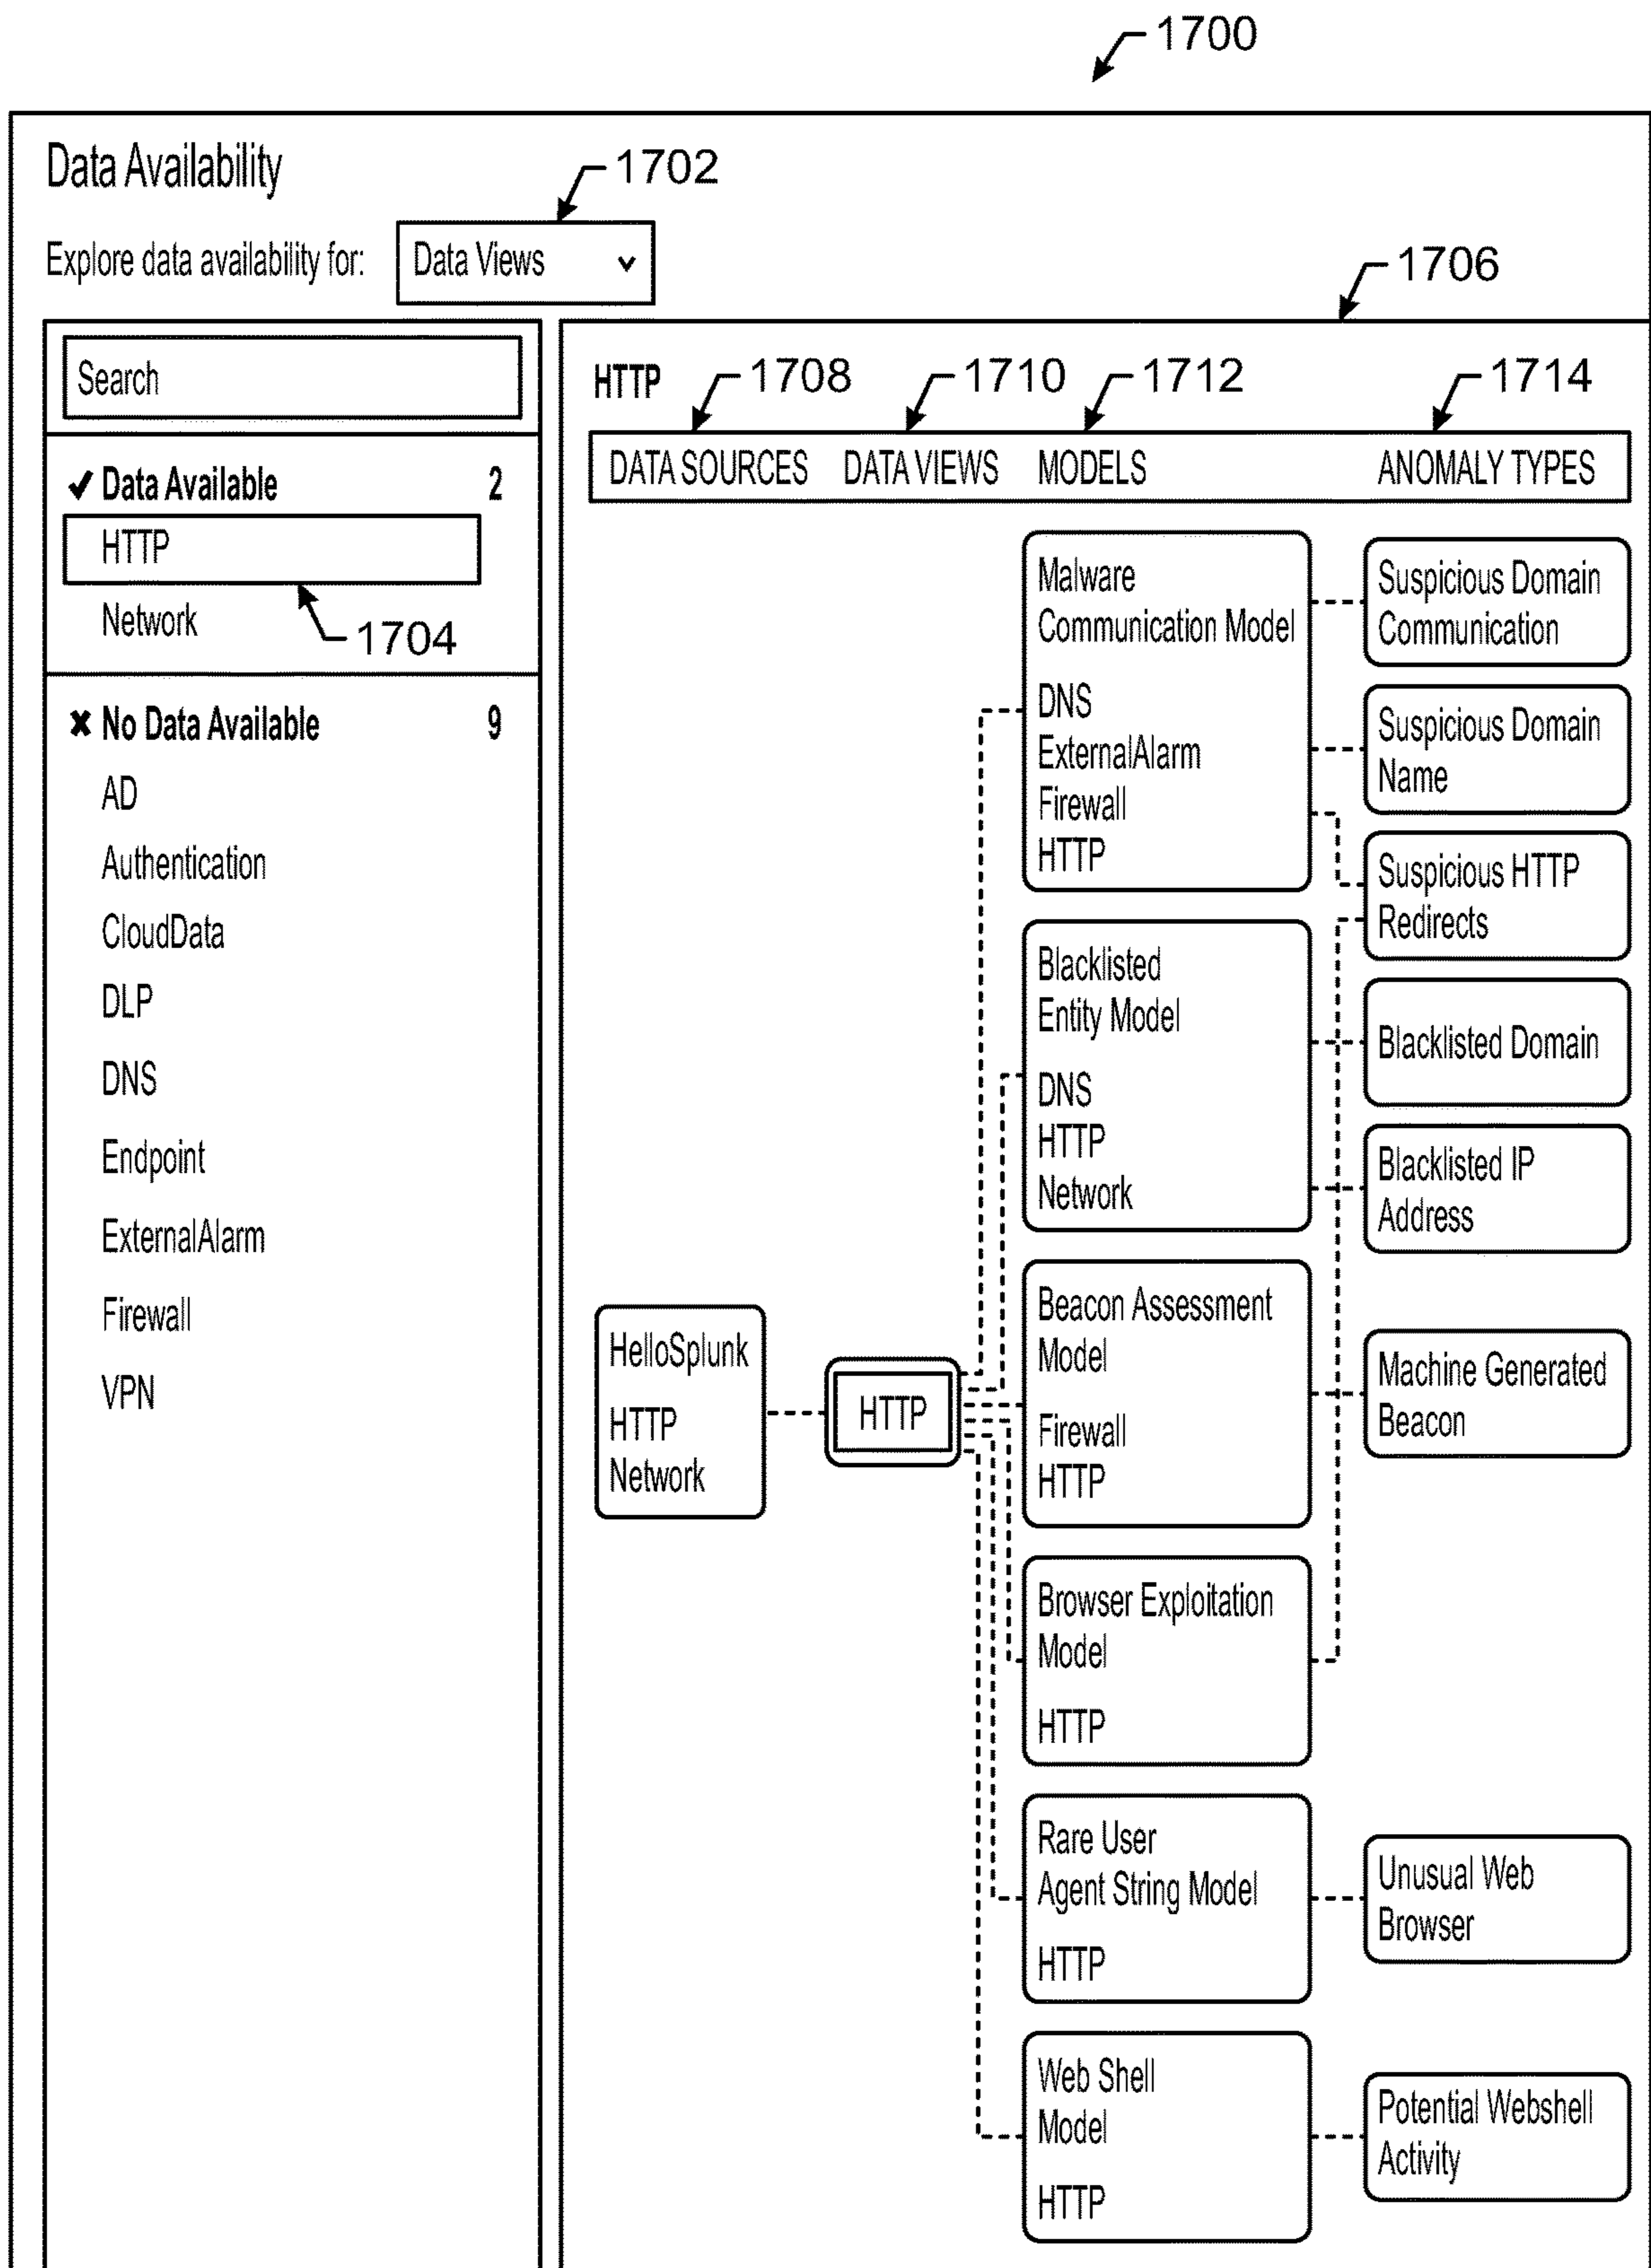 1700
Data Availability
1702
Explore data availability for:
Data Views
1706
Search
✔ Data Available 2
HTTP
Network
1704
✖ No Data Available 9
AD
Authentication
CloudData
DLP
DNS
Endpoint
ExternalAlarm
Firewall
VPN
HTTP
1708
1710
1712
1714
DATA SOURCES DATA VIEWS MODELS ANOMALY TYPES
HelloSplunk
HTTP
Network
HTTP
Malware
Communication Model
DNS
ExternalAlarm
Firewall
HTTP
Blacklisted
Entity Model
DNS
HTTP
Network
Beacon Assessment
Model
Firewall
HTTP
Browser Exploitation
Model
HTTP
Rare User
Agent String Model
HTTP
Web Shell
Model
HTTP
Suspicious Domain
Communication
Suspicious Domain
Name
Suspicious HTTP
Redirects
Blacklisted Domain
Blacklisted IP
Address
Machine Generated
Beacon
Unusual Web
Browser
Potential Webshell
Activity